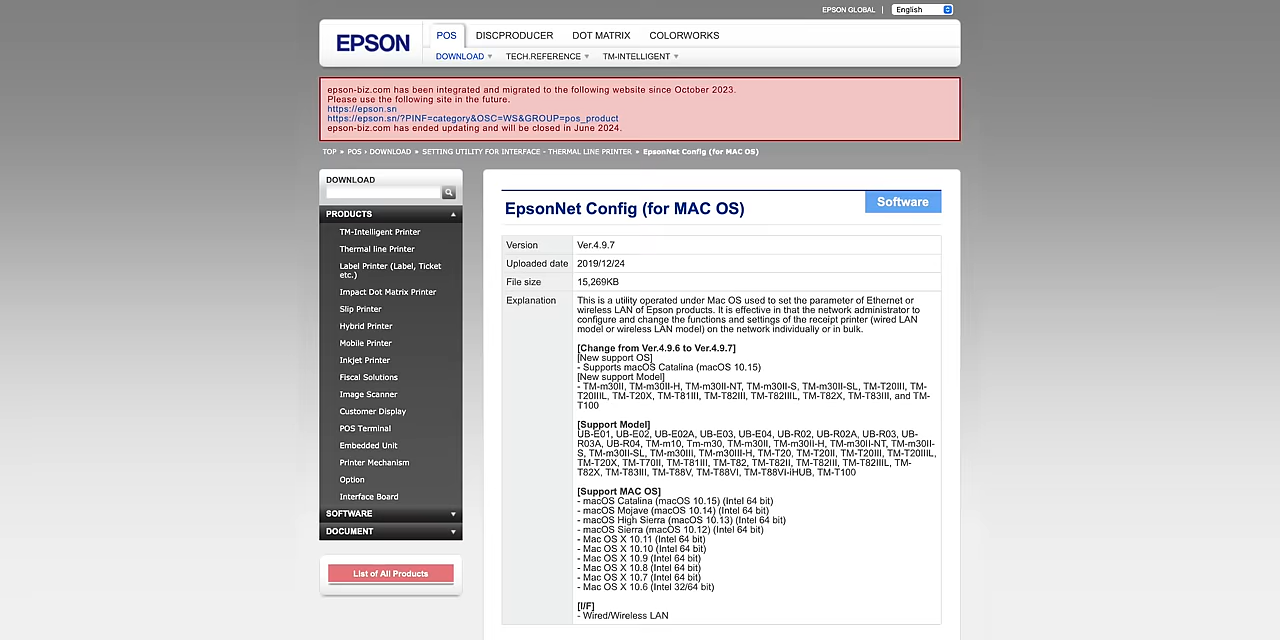 EPSON GLOBAL | English
EPSON
POS DISCPRODUCER DOT MATRIX COLORWORKS
DOWNLOAD TECH.REFERENCE TM-INTELLIGENT
epson-biz.com has been integrated and migrated to the following website since October 2023.
Please use the following site in the future.
https://epson.sn
https://epson.sn/?PINF=category&OSC=WS&GROUP=pos_product
epson-biz.com has ended updating and will be closed in June 2024.
TOP » POS › DOWNLOAD » SETTING UTILITY FOR INTERFACE - THERMAL LINE PRINTER » EpsonNet Config (for MAC OS)
DOWNLOAD
PRODUCTS
TM-Intelligent Printer
Thermal line Printer
Label Printer (Label, Ticket
etc.)
Impact Dot Matrix Printer
Slip Printer
Hybrid Printer
Mobile Printer
Inkjet Printer
Fiscal Solutions
Image Scanner
Customer Display
POS Terminal
Embedded Unit
Printer Mechanism
Option
Interface Board
SOFTWARE
DOCUMENT
List of All Products
EpsonNet Config (for MAC OS)
Software
Version Ver.4.9.7
Uploaded date 2019/12/24
File size 15,269KB
Explanation This is a utility operated under Mac OS used to set the parameter of Ethernet or
wireless LAN of Epson products. It is effective in that the network administrator to
configure and change the functions and settings of the receipt printer (wired LAN
model or wireless LAN model) on the network individually or in bulk.
[Change from Ver.4.9.6 to Ver.4.9.7]
[New support OS]
- Supports macOS Catalina (macOS 10.15)
[New support Model]
- TM-m30II, TM-m30II-H, TM-m30II-NT, TM-m30II-S, TM-m30II-SL, TM-T20III, TM-
T20IIIL, TM-T20X, TM-T81III, TM-T82III, TM-T82IIIL, TM-T82X, TM-T83III, and TM-
T100
[Support Model]
UB-E01, UB-E02, UB-E02A, UB-E03, UB-E04, UB-R02, UB-R02A, UB-R03, UB-
R03A, UB-R04, TM-m10, Tm-m30, TM-m30II, TM-m30II-H, TM-m30II-NT, TM-m30II-
S, TM-m30II-SL, TM-m30III, TM-m30III-H, TM-T20, TM-T20II, TM-T20III, TM-T20IIIL,
TM-T20X, TM-T70II, TM-T81III, TM-T82, TM-T82II, TM-T82III, TM-T82IIIL, TM-
T82X, TM-T83III, TM-T88V, TM-T88VI, TM-T88VI-iHUB, TM-T100
[Support MAC OS]
- macOS Catalina (macOS 10.15) (Intel 64 bit)
- macOS Mojave (macOS 10.14) (Intel 64 bit)
- macOS High Sierra (macOS 10.13) (Intel 64 bit)
- macOS Sierra (macOS 10.12) (Intel 64 bit)
- Mac OS X 10.11 (Intel 64 bit)
- Mac OS X 10.10 (Intel 64 bit)
- Mac OS X 10.9 (Intel 64 bit)
- Mac OS X 10.8 (Intel 64 bit)
- Mac OS X 10.7 (Intel 64 bit)
- Mac OS X 10.6 (Intel 32/64 bit)
[I/F]
- Wired/Wireless LAN